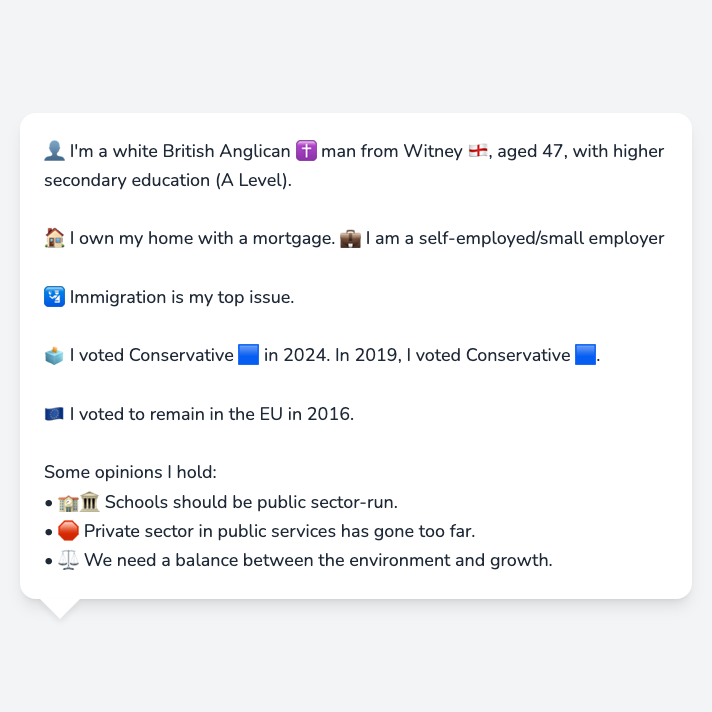 👤 I'm a white British Anglican ✝️ man from Witney 🏴󠁧󠁢󠁥󠁮󠁧󠁿, aged 47, with higher
secondary education (A Level).
🏠 I own my home with a mortgage. 💼 I am a self-employed/small employer
🛂 Immigration is my top issue.
🗳️ I voted Conservative 🟦 in 2024. In 2019, I voted Conservative 🟦.
🇪🇺 I voted to remain in the EU in 2016.
Some opinions I hold:
• 🏫🏛️ Schools should be public sector-run.
• 🛑 Private sector in public services has gone too far.
• ⚖️ We need a balance between the environment and growth.